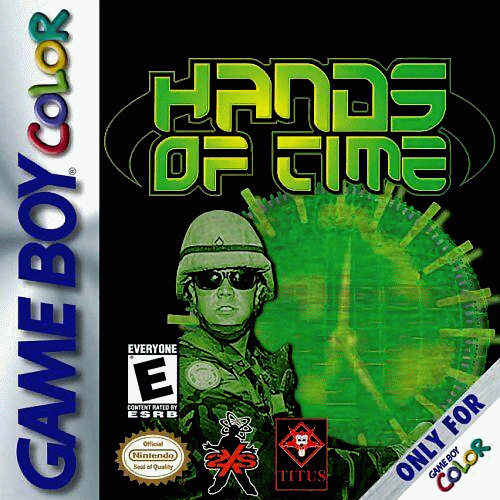 GAME BOY COLOR
HANDS
OF TIME
EVERYONE
E
CONTENT RATED BY
ESRB
Official
Nintendo
Seal of Quality
TITUS
ONLY FOR
GAME BOY
COLOR